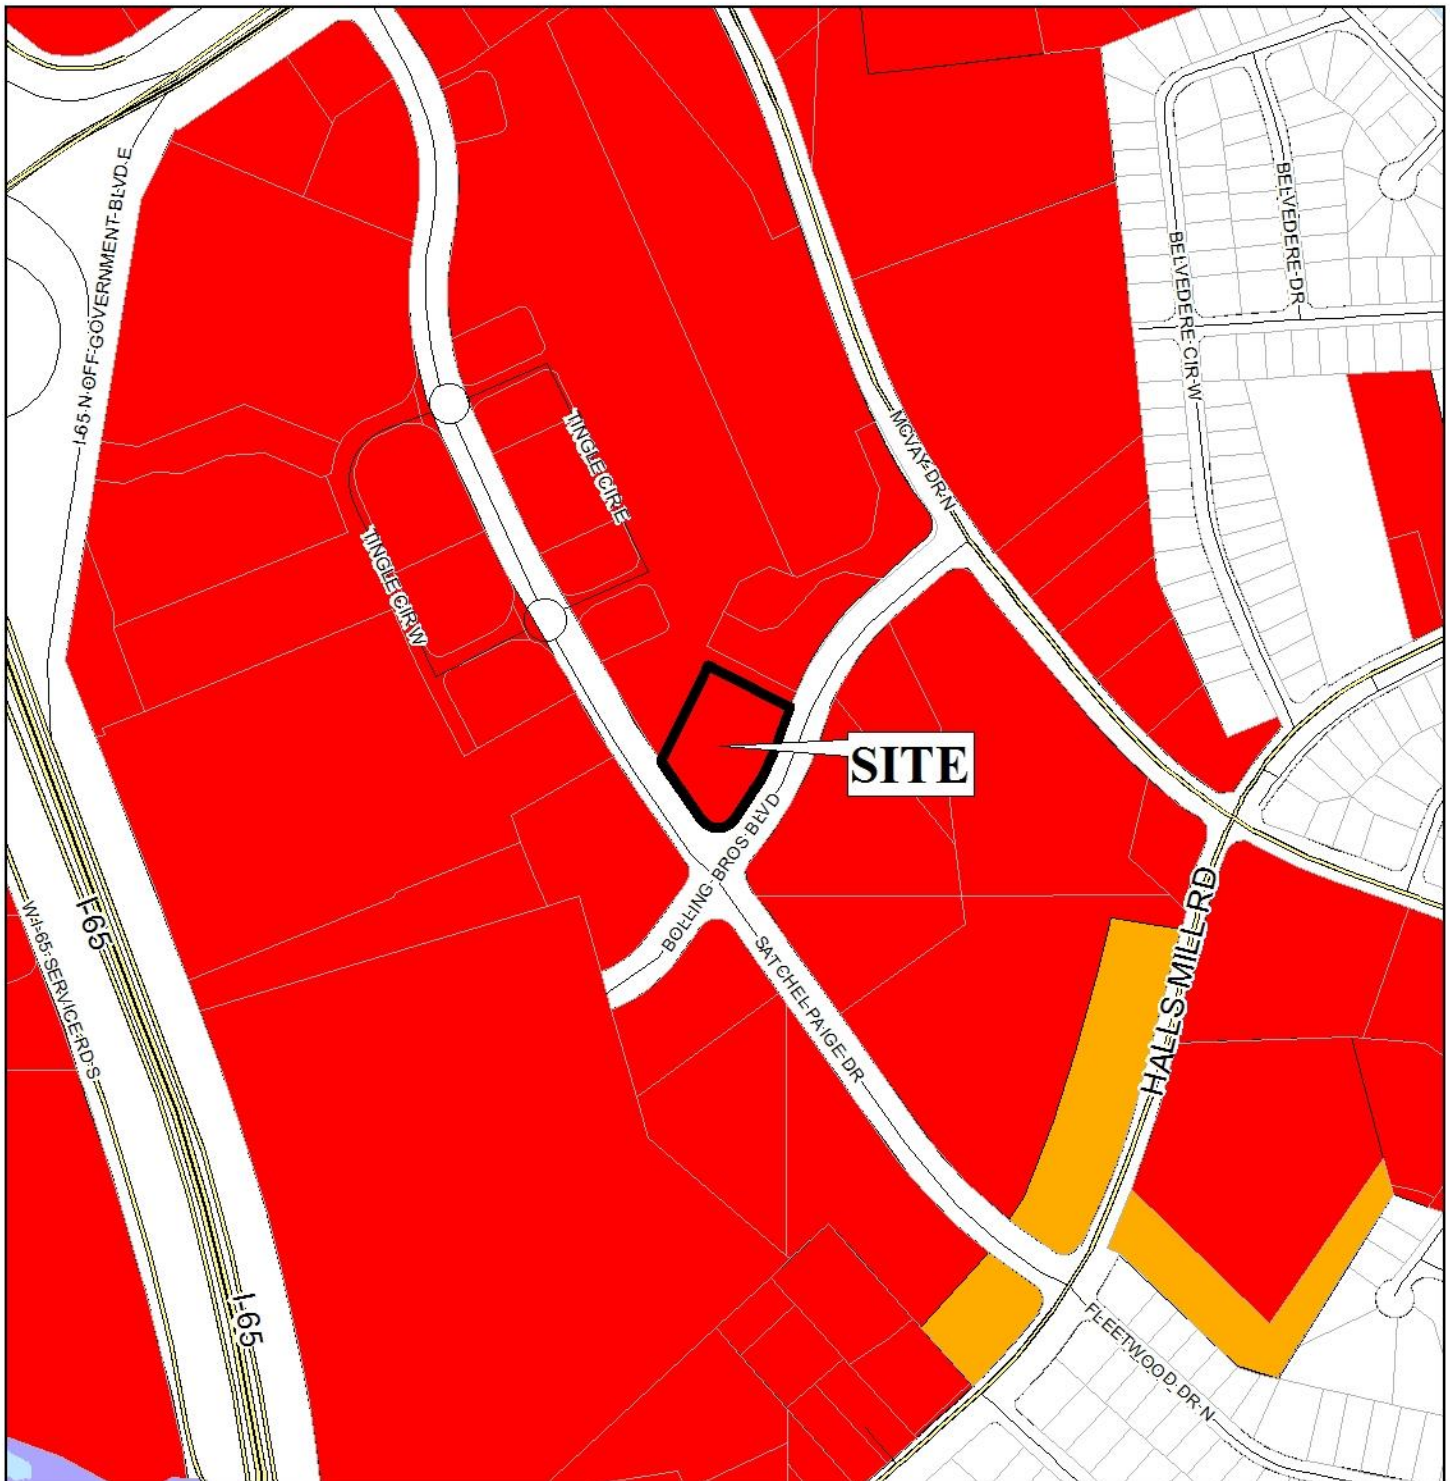 I-65 N OFF GOVERNMENT BLVD E
BELVEDERE DR
BELVEDERE CIR W
MCVAY DR N
TINGLE CIR E
TINGLE CIR W
SITE
BOLLING BROS BLVD
HALLS MILL RD
I-65
W I-65 SERVICE RD S
SATCHEL PAIGE DR
I-65
FLEETWOOD DR N